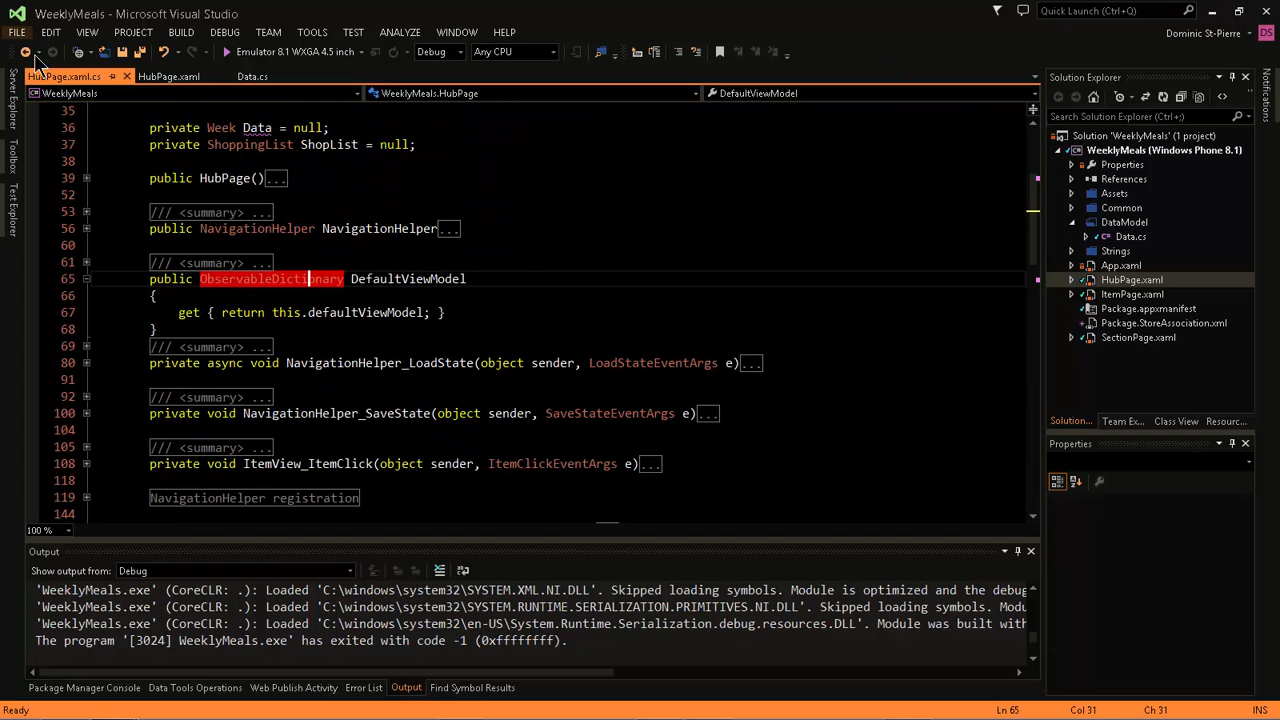 WeeklyMeals - Microsoft Visual Studio
Quick Launch (Ctrl+Q)
FILE EDIT VIEW PROJECT BUILD DEBUG TEAM TOOLS TEST ANALYZE WINDOW HELP
Dominic St-Pierre DS
Emulator 8.1 WXGA 4.5 inch Debug Any CPU
HubPage.xaml.cs HubPage.xaml Data.cs
WeeklyMeals WeeklyMeals.HubPage DefaultViewModel
35
36 private Week Data = null;
37 private ShoppingList ShopList = null;
38
39 public HubPage()...
52
53 /// <summary> ...
56 public NavigationHelper NavigationHelper...
60
61 /// <summary> ...
65 public ObservableDictionary DefaultViewModel
66 {
67 get { return this.defaultViewModel; }
68 }
69 /// <summary> ...
80 private async void NavigationHelper_LoadState(object sender, LoadStateEventArgs e)...
91
92 /// <summary> ...
100 private void NavigationHelper_SaveState(object sender, SaveStateEventArgs e)...
104
105 /// <summary> ...
108 private void ItemView_ItemClick(object sender, ItemClickEventArgs e)...
118
119 NavigationHelper registration
144
100 %
Server Explorer
Toolbox
Test Explorer
Solution Explorer
Search Solution Explorer (Ctrl+;)
Solution 'WeeklyMeals' (1 project)
WeeklyMeals (Windows Phone 8.1)
Properties
References
Assets
Common
DataModel
Data.cs
Strings
App.xaml
HubPage.xaml
ItemPage.xaml
Package.appxmanifest
Package.StoreAssociation.xml
SectionPage.xaml
Solution... Team Ex... Class View Resourc...
Properties
Notifications
Output
Show output from: Debug
'WeeklyMeals.exe' (CoreCLR: .): Loaded 'C:\windows\system32\SYSTEM.XML.NI.DLL'. Skipped loading symbols. Module is optimized and the debug
'WeeklyMeals.exe' (CoreCLR: .): Loaded 'C:\windows\system32\SYSTEM.RUNTIME.SERIALIZATION.PRIMITIVES.NI.DLL'. Skipped loading symbols. Modu
'WeeklyMeals.exe' (CoreCLR: .): Loaded 'C:\windows\system32\en-US\System.Runtime.Serialization.debug.resources.DLL'. Module was built with
The program '[3024] WeeklyMeals.exe' has exited with code -1 (0xffffffff).
Package Manager Console Data Tools Operations Web Publish Activity Error List Output Find Symbol Results
Ready Ln 65 Col 31 Ch 31 INS